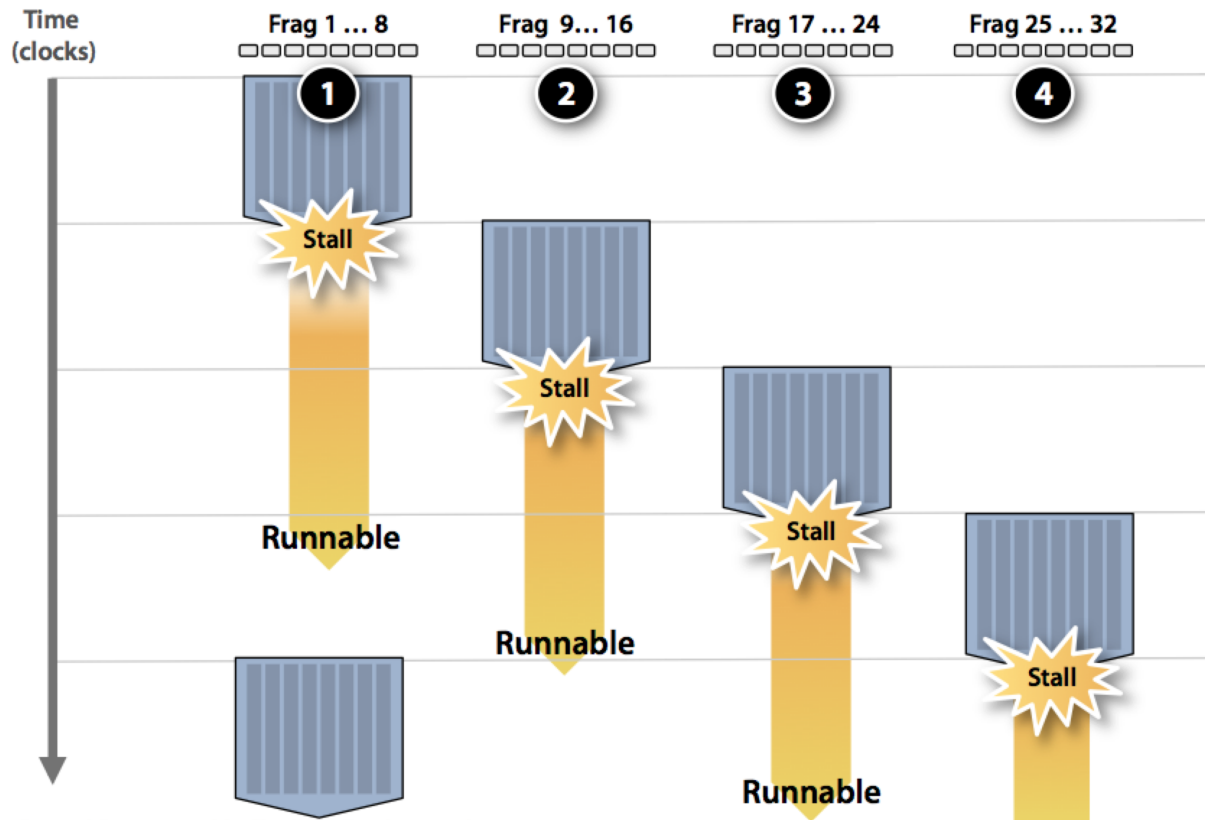 Time
(clocks)
Frag 1 … 8
Frag 9… 16
Frag 17 … 24
Frag 25 … 32
1
2
3
4
Stall
Stall
Stall
Runnable
Runnable
Stall
Runnable